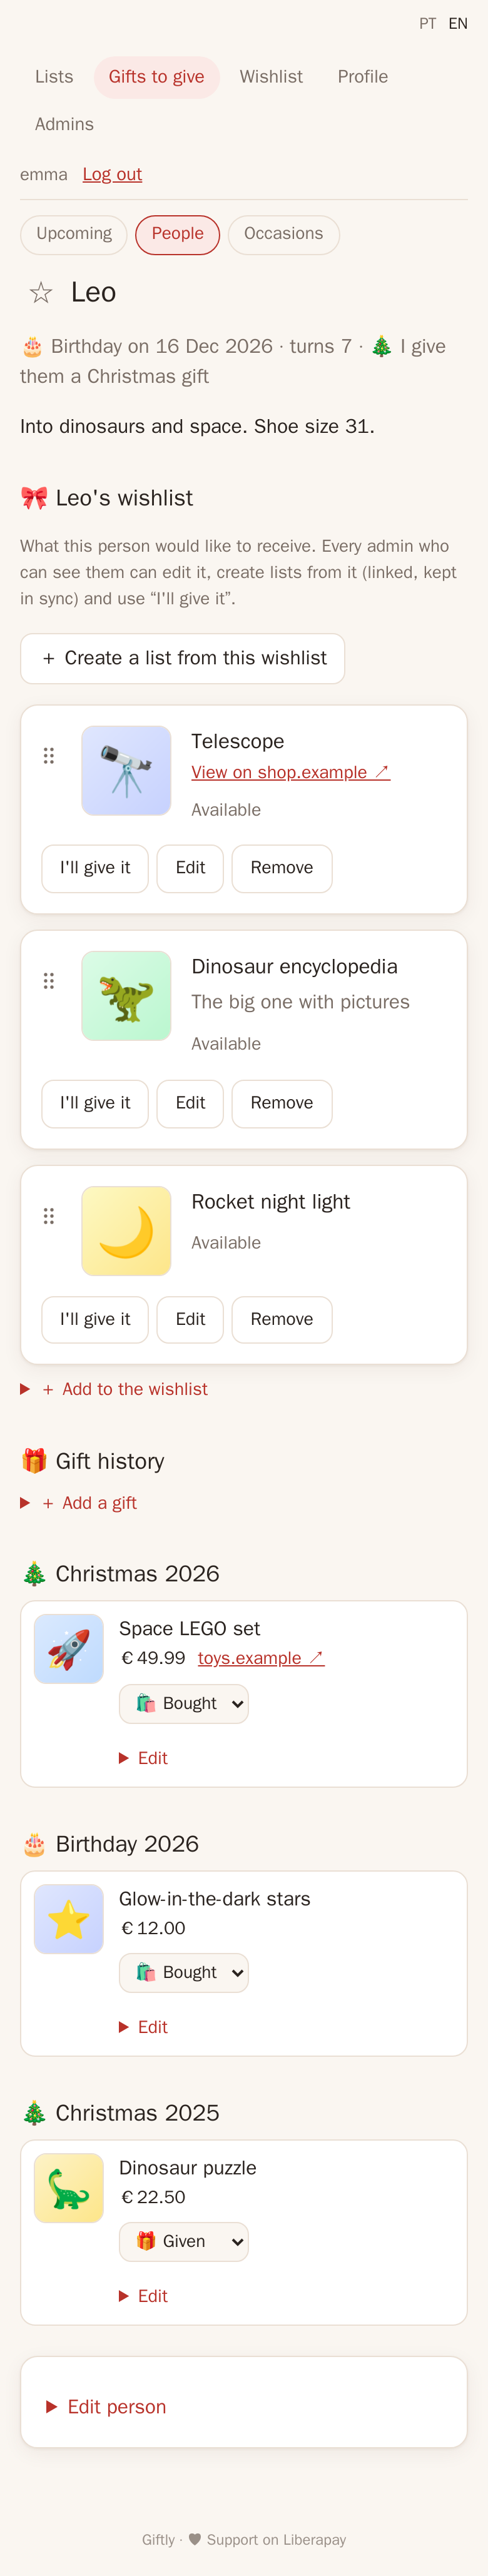 PT EN
Lists Gifts to give Wishlist Profile
Admins
emma Log out
Upcoming People Occasions
☆ Leo
🎂 Birthday on 16 Dec 2026 · turns 7 · 🎄 I give
them a Christmas gift
Into dinosaurs and space. Shoe size 31.
🎀 Leo's wishlist
What this person would like to receive. Every admin who
can see them can edit it, create lists from it (linked, kept
in sync) and use “I'll give it”.
+ Create a list from this wishlist
Telescope
View on shop.example ↗
Available
I'll give it Edit Remove
Dinosaur encyclopedia
The big one with pictures
Available
I'll give it Edit Remove
Rocket night light
Available
I'll give it Edit Remove
▶ + Add to the wishlist
🎁 Gift history
▶ + Add a gift
🎄 Christmas 2026
Space LEGO set
€ 49.99 toys.example ↗
🛍️ Bought
▶ Edit
🎂 Birthday 2026
Glow-in-the-dark stars
€ 12.00
🛍️ Bought
▶ Edit
🎄 Christmas 2025
Dinosaur puzzle
€ 22.50
🎁 Given
▶ Edit
▶ Edit person
Giftly · ♥ Support on Liberapay